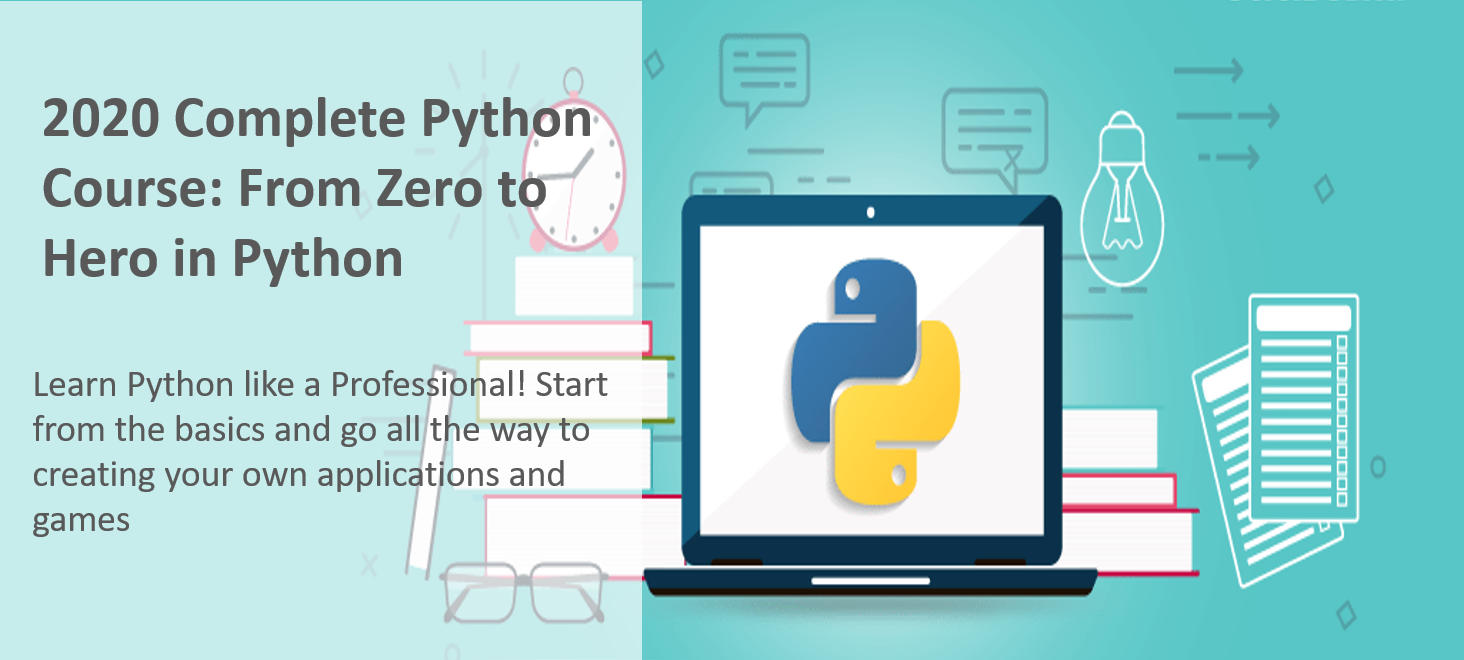 2020 Complete Python
Course: From Zero to
Hero in Python
Learn Python like a Professional! Start
from the basics and go all the way to
creating your own applications and
games